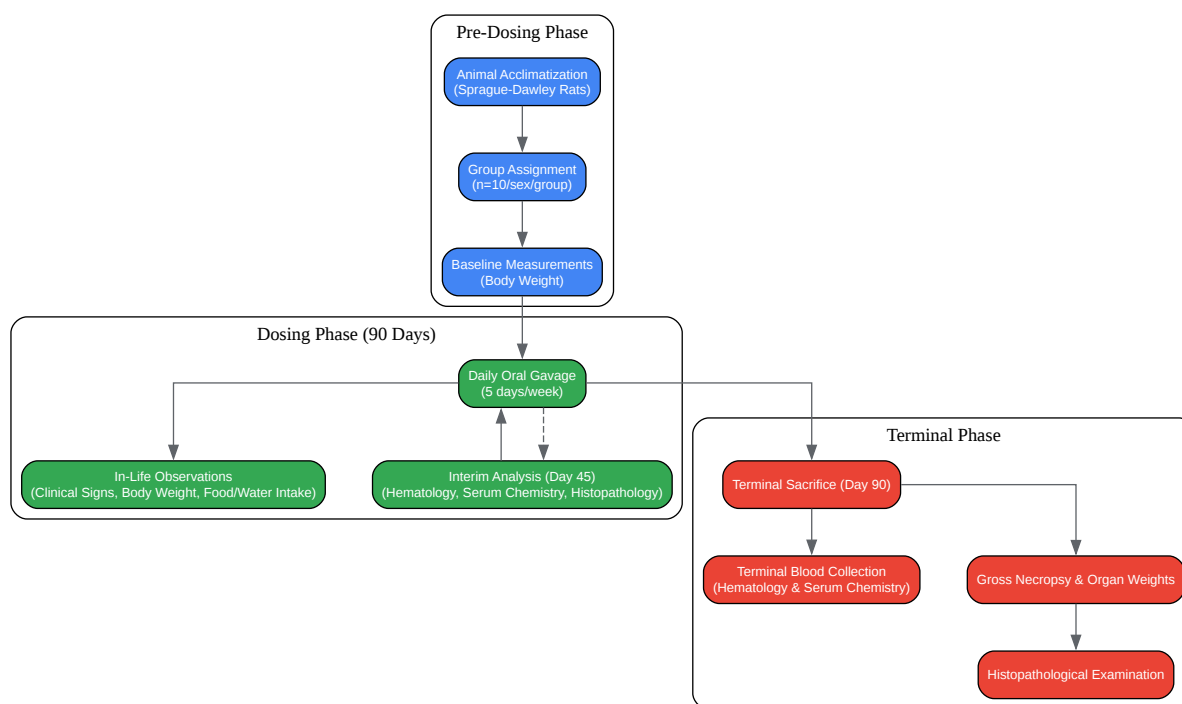 Pre-Dosing Phase
Animal Acclimatization
(Sprague-Dawley Rats)
Group Assignment
(n=10/sex/group)
Baseline Measurements
(Body Weight)
Dosing Phase (90 Days)
Daily Oral Gavage
(5 days/week)
In-Life Observations
(Clinical Signs, Body Weight, Food/Water Intake)
Interim Analysis (Day 45)
(Hematology, Serum Chemistry, Histopathology)
Terminal Phase
Terminal Sacrifice (Day 90)
Terminal Blood Collection
(Hematology & Serum Chemistry)
Gross Necropsy & Organ Weights
Histopathological Examination